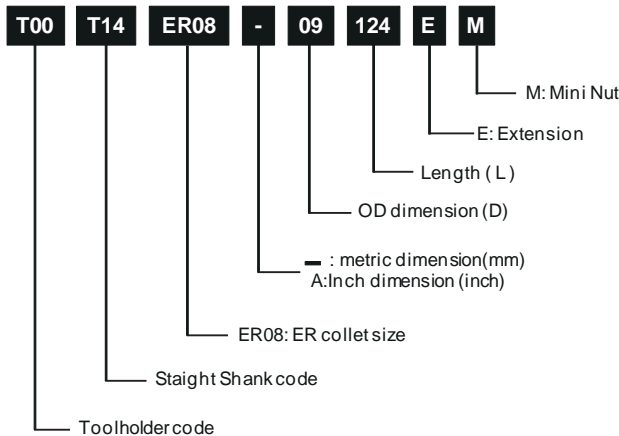 T00 T14 ER08 - 09 124 E M
M: Mini Nut
E: Extension
Length ( L )
OD dimension (D)
- : metric dimension(mm)
A:Inch dimension (inch)
ER08: ER collet size
Staight Shank code
Toolholder code